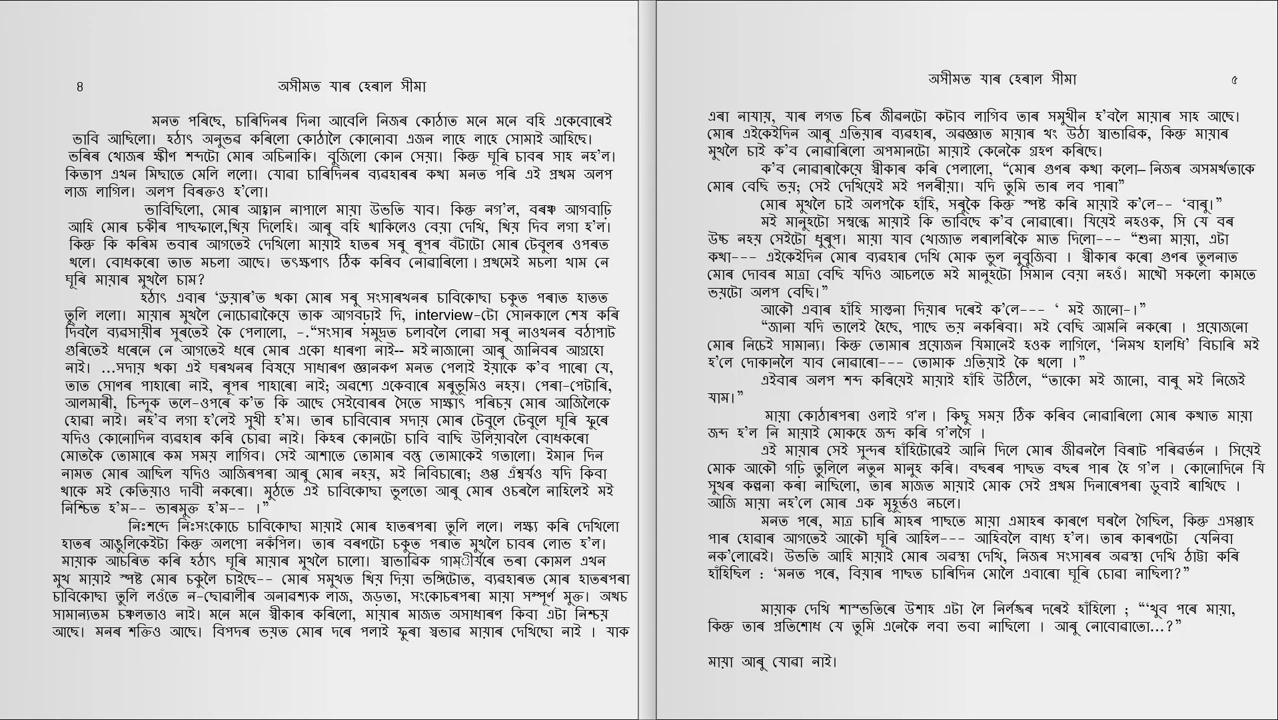 ৪
অসীমত যাৰ হেৰাল সীমা
মনত পৰিছে, চাৰিদিনৰ দিনা আবেলি নিজৰ কোঠাত মনে মনে বহি একেবোৰেই
ভাবি আছিলো। হঠাৎ অনুভৱ কৰিলো কোঠালৈ কোনোবা এজন লাহে লাহে সোমাই আহিছে।
ভৰিৰ খোজৰ ক্ষীণ শব্দটো মোৰ অচিনাকি। বুজিলো কোন সেয়া। কিন্তু ঘূৰি চাবৰ সাহ নহ'ল।
কিতাপ এখন মিছাতে মেলি ললো। যোৱা চাৰিদিনৰ ব্যৱহাৰৰ কথা মনত পৰি এই প্ৰথম অলপ
লাজ লাগিল। অলপ বিৰক্তও হ'লো।
ভাবিছিলো, মোৰ আহ্বান নাপালে মায়া উভতি যাব। কিন্তু নগ'ল, বৰঞ্চ আগবাঢ়ি
আহি মোৰ চকীৰ পাছফালে,থিয় দিলেহি। আৰু বহি থাকিলেও বেয়া দেখি, থিয় দিব লগা হ'ল।
কিন্তু কি কৰিম ভবাৰ আগতেই দেখিলো মায়াই হাতৰ সৰু ৰূপৰ বঁটাটো মোৰ টেবুলৰ ওপৰত
থলে। বোধকৰো তাত মচলা আছে। তৎক্ষণাৎ ঠিক কৰিব নোৱাৰিলো। প্ৰথমেই মচলা খাম নে
ঘূৰি মায়াৰ মুখলৈ চাম?
হঠাৎ এবাৰ 'ড্ৰয়াৰ'ত থকা মোৰ সৰু সংসাৰখনৰ চাবিকোছা চকুত পৰাত হাতত
তুলি ললো। মায়াৰ মুখলৈ নোচোৱাকৈয়ে তাক আগবঢ়াই দি, interview-টো সোনকালে শেষ কৰি
দিবলৈ ব্যৱসায়ীৰ সুৰতেই কৈ পেলালো, -."সংসাৰ সমুদ্ৰত চলাবলৈ লোৱা সৰু নাওখনৰ বঠাপাট
গুৰিতেই ধৰেনে নে আগতেই ধৰে মোৰ একো ধাৰণা নাই-- মই নাজানো আৰু জানিবৰ আগ্ৰহো
নাই। ...সদায় থকা এই ঘৰখনৰ বিষয়ে সাধাৰণ জ্ঞানকণ মনত পেলাই ইয়াকে ক'ব পাৰো যে,
তাত সোণৰ পাহাৰো নাই, ৰূপৰ পাহাৰো নাই; অৱশ্যে একেবাৰে মৰুভূমিও নহয়। পেৰা-পেটাৰি,
আলমাৰী, চিন্দুক তলে-ওপৰে ক'ত কি আছে সেইবোৰৰ সৈতে সাক্ষাৎ পৰিচয় মোৰ আজিলৈকে
হোৱা নাই। নহ'ব লগা হ'লেই সুখী হ'ম। তাৰ চাবিবোৰ সদায় মোৰ টেবুলে টেবুলে ঘূৰি ফুৰে
যদিও কোনোদিন ব্যৱহাৰ কৰি চোৱা নাই। কিহৰ কোনটো চাবি বাছি উলিয়াবলৈ বোধকৰো
মোতকৈ তোমাৰে কম সময় লাগিব। সেই আশাতে তোমাৰ বস্তু তোমাকেই গতালো। ইমান দিন
নামত মোৰ আছিল যদিও আজিৰপৰা আৰু মোৰ নহয়, মই নিবিচাৰো; গুপ্ত ঐশ্বৰ্যও যদি কিবা
থাকে মই কেতিয়াও দাবী নকৰো। মুঠতে এই চাবিকোছা ভুলতো আৰু মোৰ ওচৰলৈ নাহিলেই মই
নিশ্চিত হ'ম-- ভাৰমুক্ত হ'ম-- ।"
নিঃশব্দে নিঃসংকোচে চাবিকোছা মায়াই মোৰ হাতৰপৰা তুলি ললে। লক্ষ্য কৰি দেখিলো
হাতৰ আঙুলিকেইটা কিন্তু অলপো নকঁপিল। তাৰ বৰণটো চকুত পৰাত মুখলৈ চাবৰ লোভ হ'ল।
মায়াক আচৰিত কৰি হঠাৎ ঘূৰি মায়াৰ মুখলৈ চালো। স্বাভাৱিক গাম্ভীৰ্যৰে ভৰা কোমল এখন
মুখ মায়াই স্পষ্ট মোৰ চকুলৈ চাইছে-- মোৰ সমুখত থিয় দিয়া ভঙ্গিটোত, ব্যৱহাৰত মোৰ হাতৰপৰা
চাবিকোছা তুলি লওঁতে ন-ছোৱালীৰ অনাৱশ্যক লাজ, জড়তা, সংকোচৰপৰা মায়া সম্পূৰ্ণ মুক্ত। অথচ
সামান্যতম চঞ্চলতাও নাই। মনে মনে স্বীকাৰ কৰিলো, মায়াৰ মাজত অসাধাৰণ কিবা এটা নিশ্চয়
আছে। মনৰ শক্তিও আছে। বিপদৰ ভয়ত মোৰ দৰে পলাই ফুৰা স্বভাৱ মায়াৰ দেখিছো নাই । যাক
অসীমত যাৰ হেৰাল সীমা
৫
এৰা নাযায়, যাৰ লগত চিৰ জীৱনটো কটাব লাগিব তাৰ সমুখীন হ'বলৈ মায়াৰ সাহ আছে।
মোৰ এইকেইদিন আৰু এতিয়াৰ ব্যৱহাৰ, অৱজ্ঞাত মায়াৰ খং উঠা স্বাভাৱিক, কিন্তু মায়াৰ
মুখলৈ চাই ক'ব নোৱাৰিলো অপমানটো মায়াই কেনেকৈ গ্ৰহণ কৰিছে।
ক'ব নোৱাৰাকৈয়ে স্বীকাৰ কৰি পেলালো, "মোৰ গুণৰ কথা কলো– নিজৰ অসমৰ্থতাকে
মোৰ বেছি ভয়; সেই দেখিয়েই মই পলৰীয়া। যদি তুমি ভাৰ লব পাৰা"
মোৰ মুখলৈ চাই অলপকৈ হাঁহি, সৰুকৈ কিন্তু স্পষ্ট কৰি মায়াই ক'লে-- 'বাৰু।"
মই মানুহটো সম্বন্ধে মায়াই কি ভাবিছে ক'ব নোৱাৰো। যিয়েই নহওক, সি যে বৰ
উচ্চ নহয় সেইটো ধুৰূপ। মায়া যাব খোজাত লৰালৰিকৈ মাত দিলো--- "শুনা মায়া, এটা
কথা--- এইকেইদিন মোৰ ব্যৱহাৰ দেখি মোক ভুল নুবুজিবা । স্বীকাৰ কৰো গুণৰ তুলনাত
মোৰ দোষৰ মাত্ৰা বেছি যদিও আচলতে মই মানুহটো সিমান বেয়া নহওঁ। মাথোঁ সকলো কামতে
ভয়টো অলপ বেছি।"
আকৌ এবাৰ হাঁহি সান্ত্বনা দিয়াৰ দৰেই ক'লে--- ' মই জানো-।"
"জানা যদি ভালেই হৈছে, পাছে ভয় নকৰিবা। মই বেছি আমনি নকৰো । প্ৰয়োজনো
মোৰ নিচেই সামান্য। কিন্তু তোমাৰ প্ৰয়োজন যিমানেই হওক লাগিলে, 'নিমখ হালধি' বিচাৰি মই
হ'লে দোকানলৈ যাব নোৱাৰো--- তোমাক এতিয়াই কৈ থলো ।"
এইবাৰ অলপ শব্দ কৰিয়েই মায়াই হাঁহি উঠিলে, "তাকো মই জানো, বাৰু মই নিজেই
যাম।"
মায়া কোঠাৰপৰা ওলাই গ'ল । কিছু সময় ঠিক কৰিব নোৱাৰিলো মোৰ কথাত মায়া
জব্দ হ'ল নি মায়াই মোকহে জব্দ কৰি গ'লগৈ ।
এই মায়াৰ সেই সুন্দৰ হাঁহিটোৱেই আনি দিলে মোৰ জীৱনলৈ বিৰাট পৰিৱৰ্তন । সিয়েই
মোক আকৌ গঢ়ি তুলিলে নতুন মানুহ কৰি। বছৰৰ পাছত বছৰ পাৰ হৈ গ'ল । কোনোদিনে যি
সুখৰ কল্পনা কৰা নাছিলো, তাৰ মাজত মায়াই মোক সেই প্ৰথম দিনাৰেপৰা ডুবাই ৰাখিছে ।
আজি মায়া নহ'লে মোৰ এক মূহূৰ্তও নচলে।
মনত পৰে, মাত্ৰ চাৰি মাহৰ পাছতে মায়া এমাহৰ কাৰণে ঘৰলৈ গৈছিল, কিন্তু এসপ্তাহ
পাৰ হোৱাৰ আগতেই আকৌ ঘূৰি আহিল--- আহিবলৈ বাধ্য হ'ল। তাৰ কাৰণটো যেনিবা
নক'লোৱেই। উভতি আহি মায়াই মোৰ অৱস্থা দেখি, নিজৰ সংসাৰৰ অৱস্থা দেখি ঠাট্টা কৰি
হাঁহিছিল : 'মনত পৰে, বিয়াৰ পাছত চাৰিদিন মোলৈ এবাৰো ঘূৰি চোৱা নাছিলা?"
মায়াক দেখি শান্তভিতৰে উশাহ এটা লৈ নিৰ্লজ্জৰ দৰেই হাঁহিলো ; "'খুব পৰে মায়া,
কিন্তু তাৰ প্ৰতিশোধ যে তুমি এনেকৈ লবা ভবা নাছিলো । আৰু নোবোৱাতো...?"
মায়া আৰু যোৱা নাই।